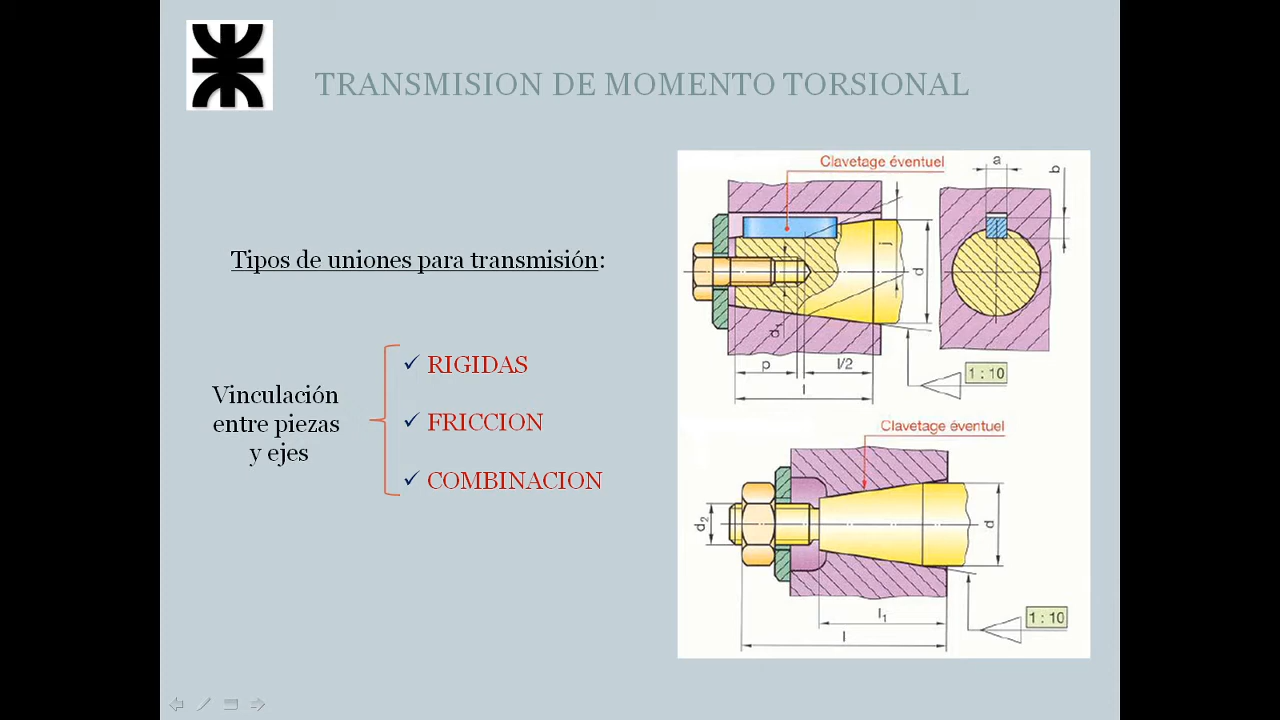 TRANSMISION DE MOMENTO TORSIONAL
Tipos de uniones para transmisión:
Vinculación
entre piezas
y ejes
✓ RIGIDAS
✓ FRICCION
✓ COMBINACION
Clavetage éventuel
a
b
j
d
d₁
p
l/2
l
1 : 10
Clavetage éventuel
d₂
d
l₁
l
1 : 10